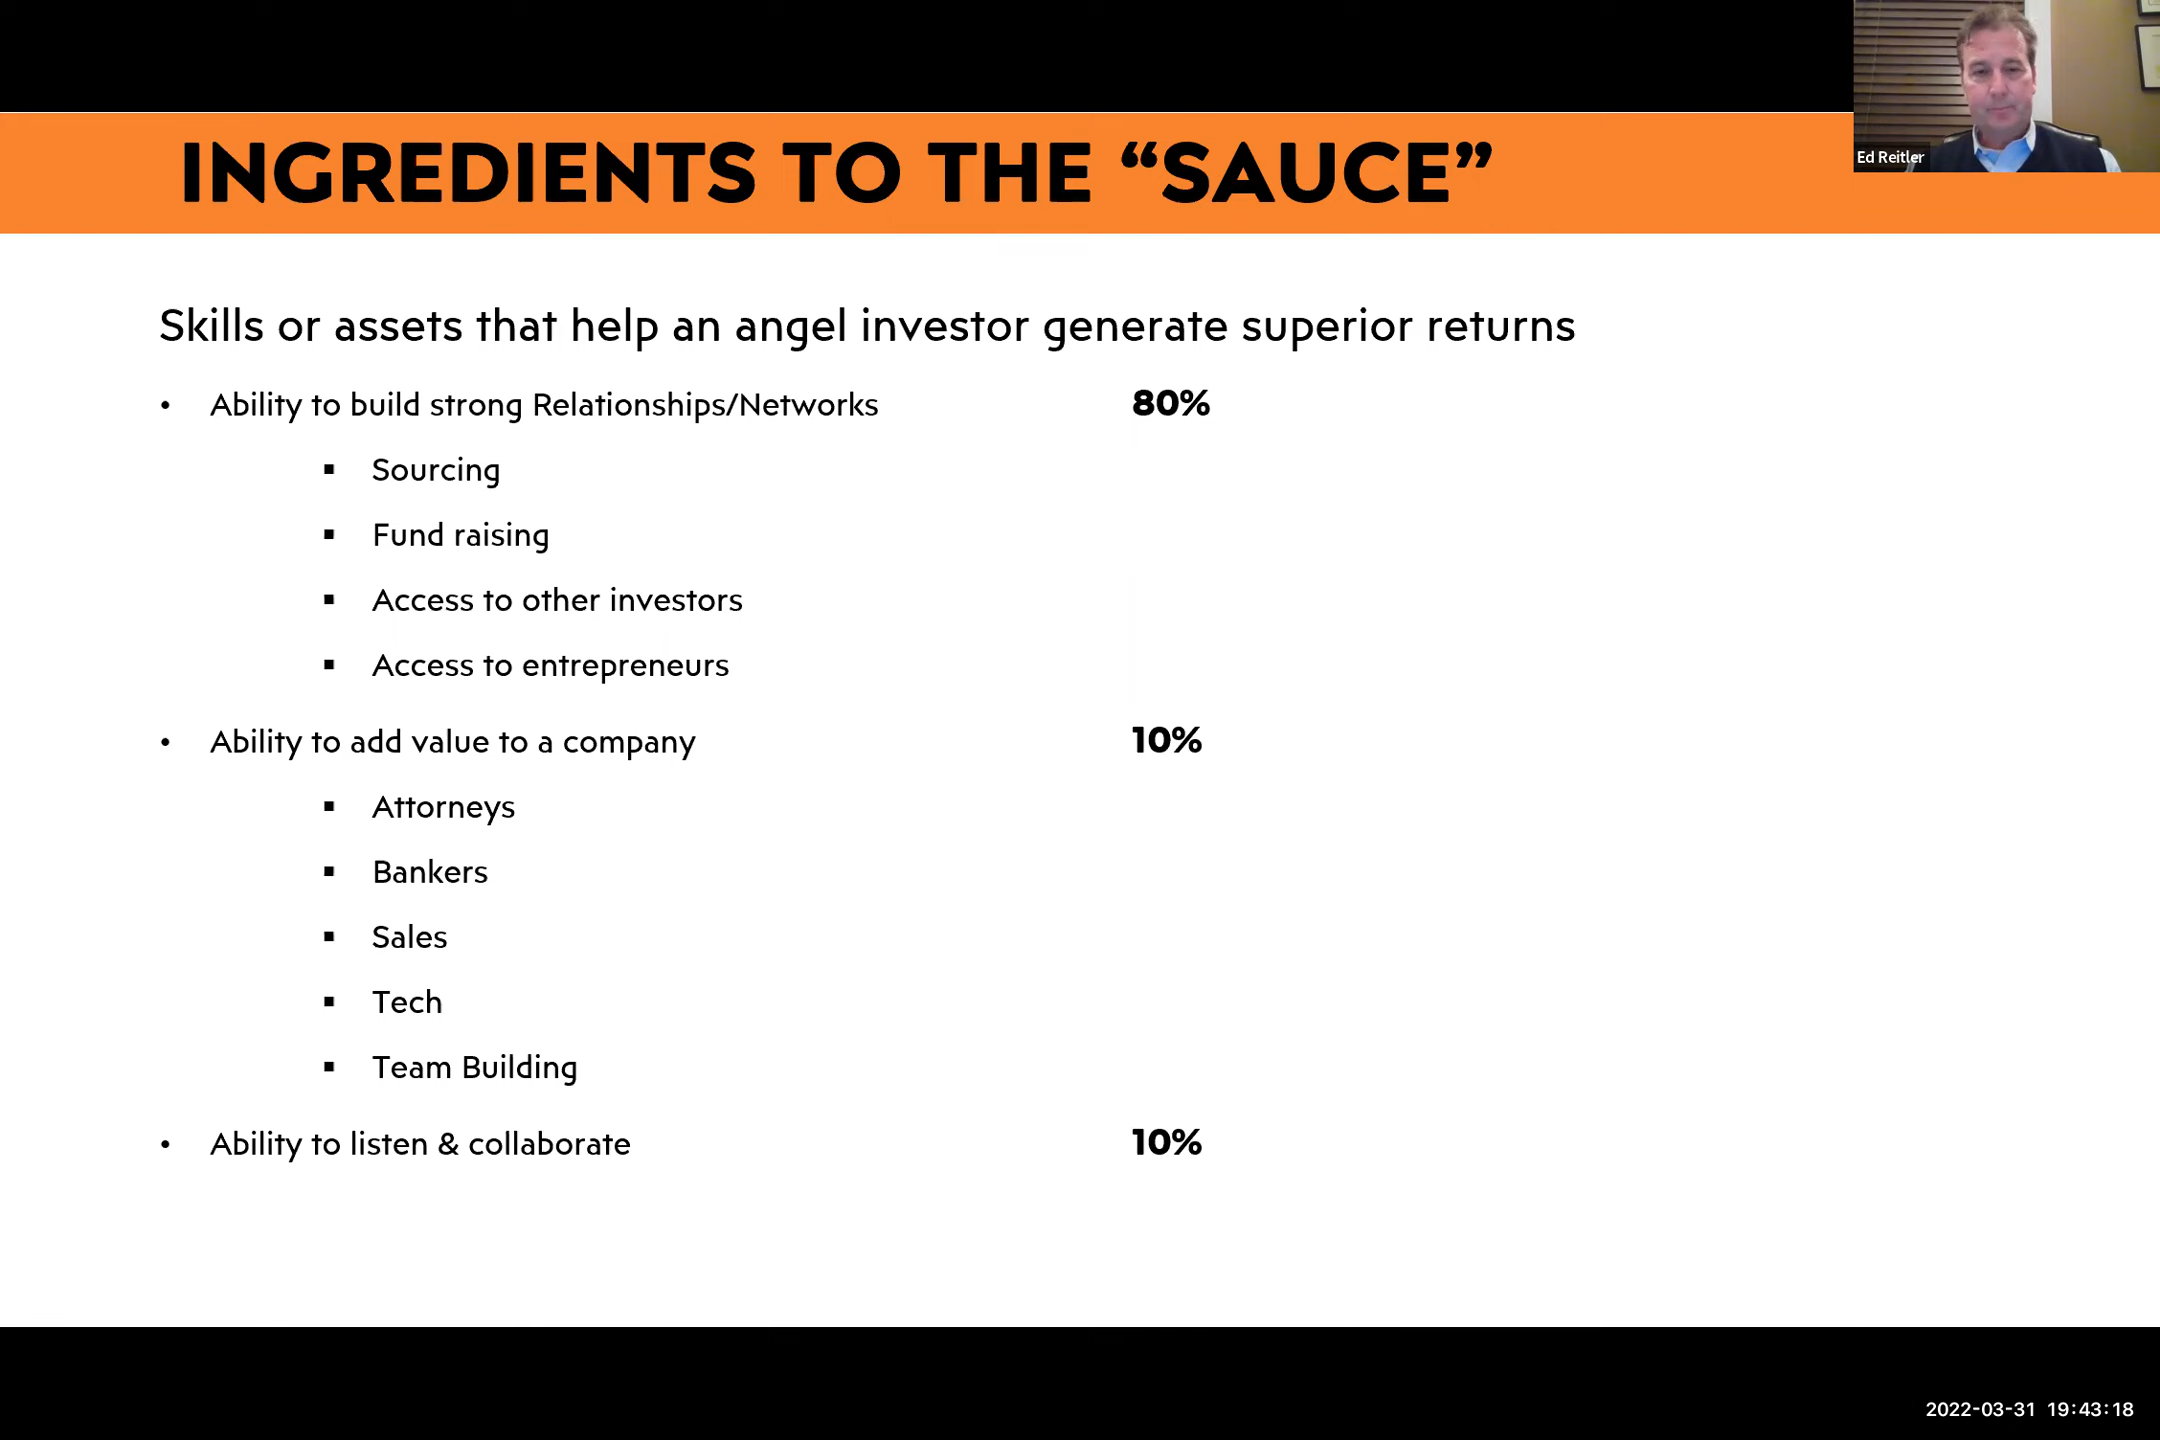 INGREDIENTS TO THE “SAUCE”
Ed Reitler
Skills or assets that help an angel investor generate superior returns
• Ability to build strong Relationships/Networks 80%
▪ Sourcing
▪ Fund raising
▪ Access to other investors
▪ Access to entrepreneurs
• Ability to add value to a company 10%
▪ Attorneys
▪ Bankers
▪ Sales
▪ Tech
▪ Team Building
• Ability to listen & collaborate 10%
2022-03-31 19:43:18